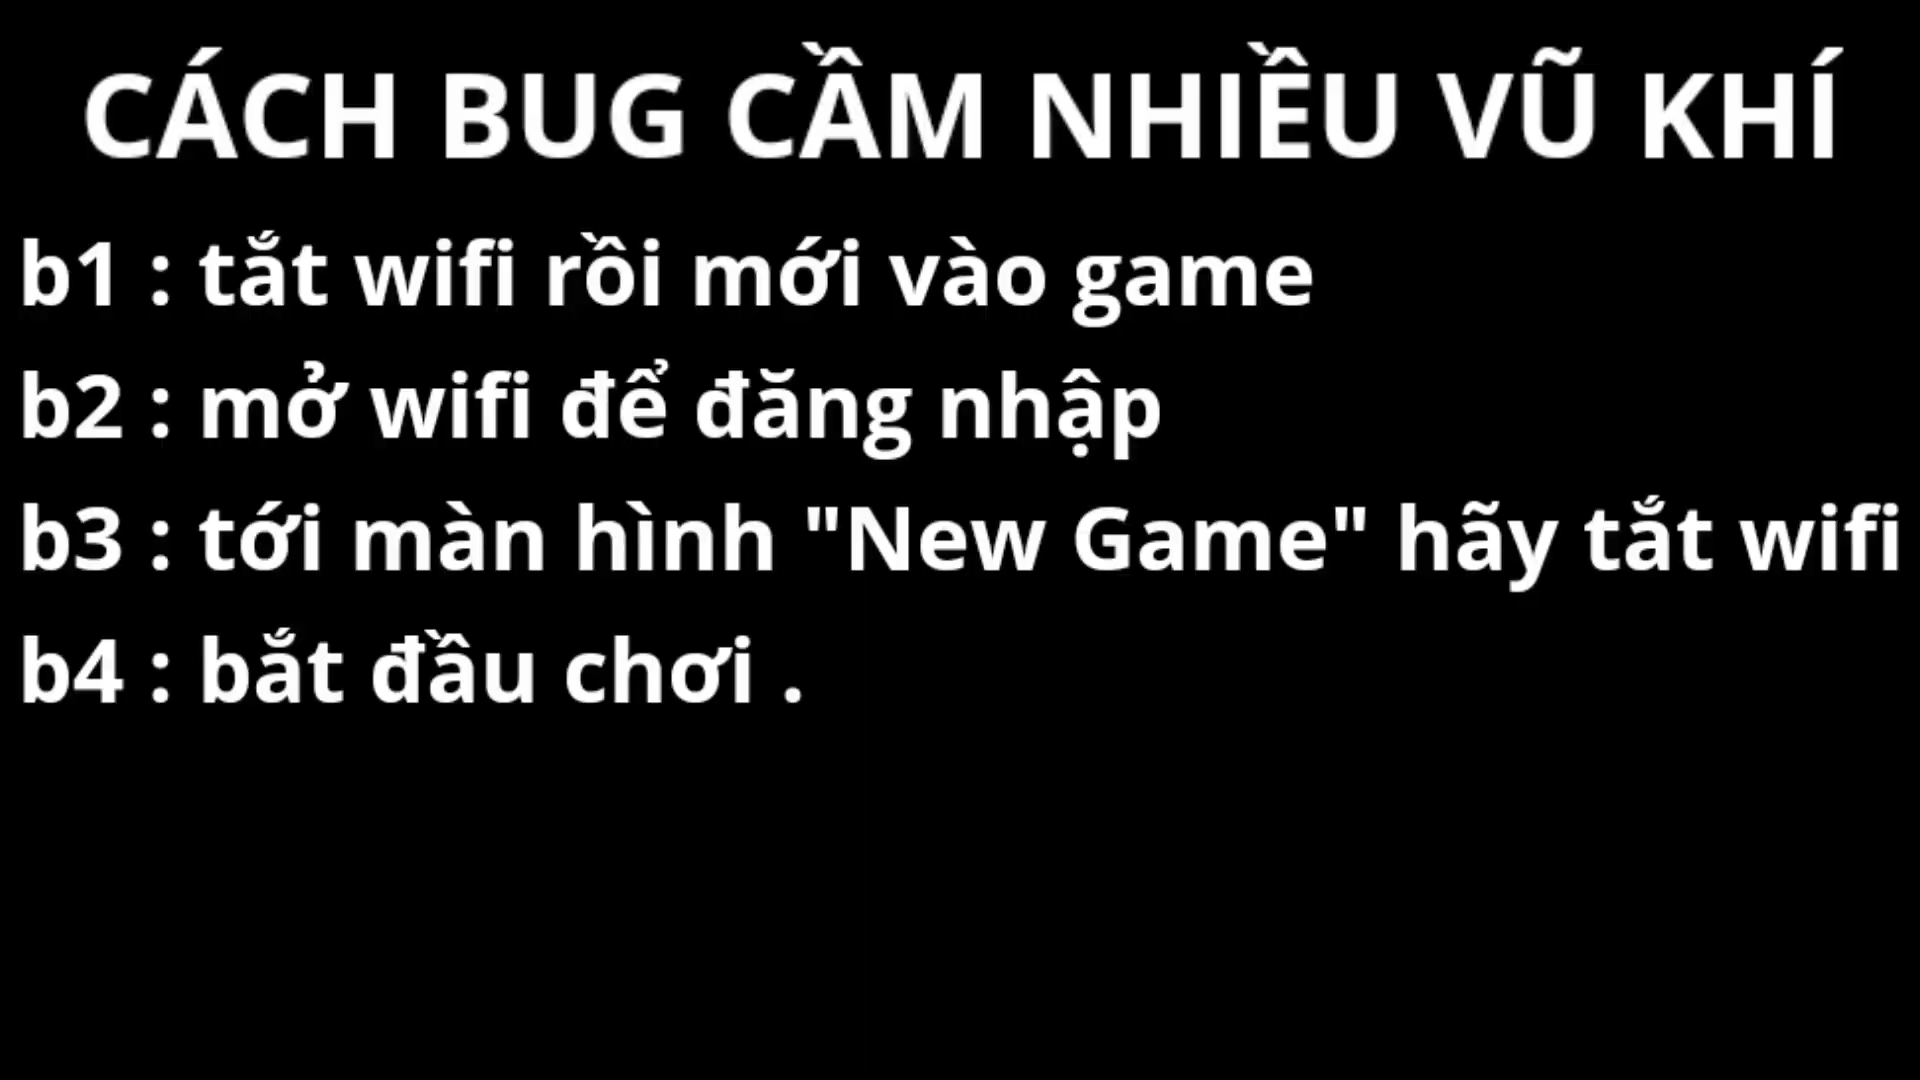 CÁCH BUG CẦM NHIỀU VŨ KHÍ
b1 : tắt wifi rồi mới vào game
b2 : mở wifi để đăng nhập
b3 : tới màn hình "New Game" hãy tắt wifi
b4 : bắt đầu chơi .